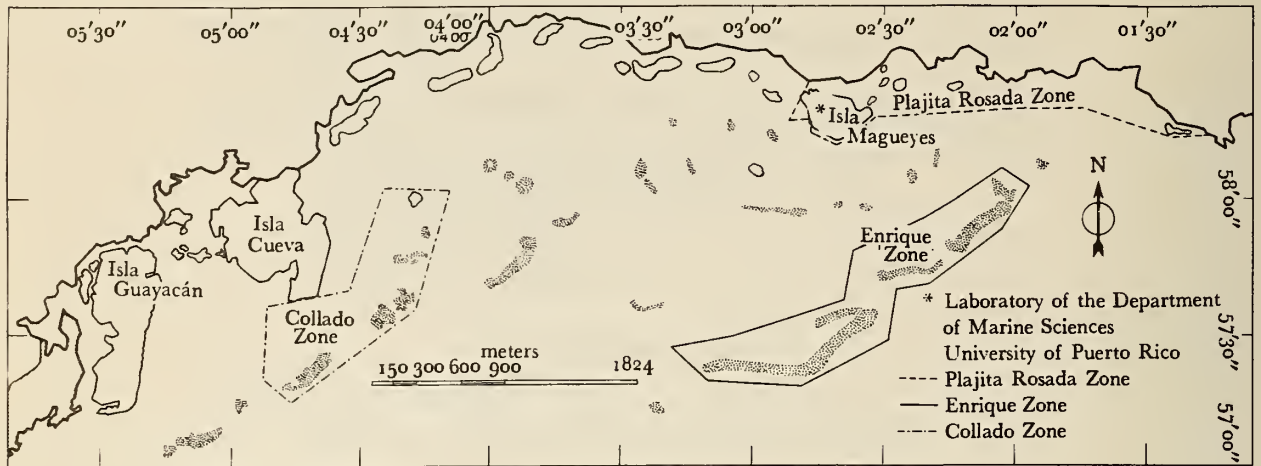 05'30" 05'00" 04'30" 04'00" 03'30" 03'00" 02'30" 02'00" 01'30"
04'00"
* Isla
Magueyes
Plajita Rosada Zone
N
58'00"
Isla
Cueva
Isla
Guayacán
Enrique
Zone
Collado
Zone
meters
150 300 600 900 1824
57'30"
57'00"
* Laboratory of the Department
of Marine Sciences
University of Puerto Rico
Plajita Rosada Zone
Enrique Zone
Collado Zone